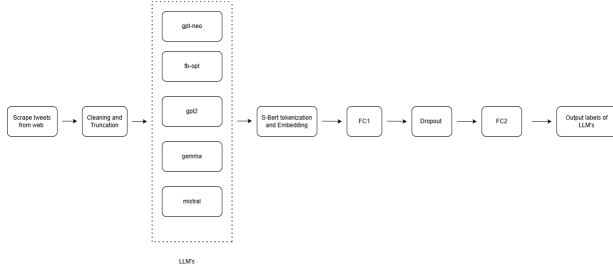 gpt-neo
fb-opt
gpt2
gemma
mistral
Scrape tweets
from web
Cleaning and
Truncation
S-Bert tokenization
and Embedding
FC1
Dropout
FC2
Output labels of
LLM's
LLM's